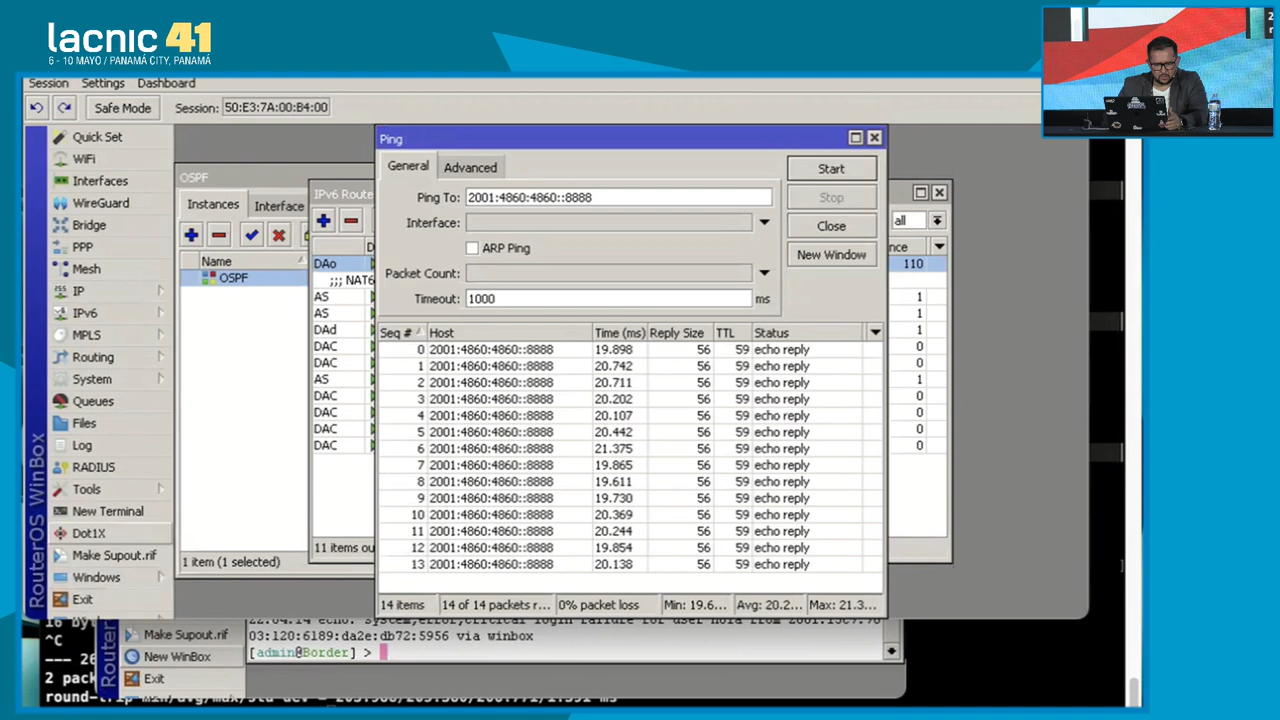 lacnic 41
6 - 10 MAYO / PANAMÁ CITY, PANAMÁ
Session Settings Dashboard
Safe Mode Session: 50:E3:7A:00:B4:00
Quick Set
WiFi
Interfaces
WireGuard
Bridge
PPP
Mesh
IP
IPv6
MPLS
Routing
System
Queues
Files
Log
RADIUS
Tools
New Terminal
Dot1X
Make Supout.rif
Windows
Exit
RouterOS WinBox
OSPF
Instances Interface
Name
OSPF
1 item (1 selected)
IPv6 Route
all
nce
DAo 110
;;; NAT6
AS 1
AS 1
DAd 1
DAC 0
DAC 0
AS 1
DAC 0
DAC 0
DAC 0
DAC 0
11 items ou
Ping
General Advanced
Ping To: 2001:4860:4860::8888
Interface:
ARP Ping
Packet Count:
Timeout: 1000 ms
Start
Stop
Close
New Window
Seq # Host Time (ms) Reply Size TTL Status
0 2001:4860:4860::8888 19.898 56 59 echo reply
1 2001:4860:4860::8888 20.742 56 59 echo reply
2 2001:4860:4860::8888 20.711 56 59 echo reply
3 2001:4860:4860::8888 20.202 56 59 echo reply
4 2001:4860:4860::8888 20.107 56 59 echo reply
5 2001:4860:4860::8888 20.442 56 59 echo reply
6 2001:4860:4860::8888 21.375 56 59 echo reply
7 2001:4860:4860::8888 19.865 56 59 echo reply
8 2001:4860:4860::8888 19.611 56 59 echo reply
9 2001:4860:4860::8888 19.730 56 59 echo reply
10 2001:4860:4860::8888 20.369 56 59 echo reply
11 2001:4860:4860::8888 20.244 56 59 echo reply
12 2001:4860:4860::8888 19.854 56 59 echo reply
13 2001:4860:4860::8888 20.138 56 59 echo reply
14 items 14 of 14 packets r... 0% packet loss Min: 19.6... Avg: 20.2... Max: 21.3...
03:120:6189:da2e:db72:5956 via winbox
[admin@Border] >
Make Supout.rif
New WinBox
Exit
Router
16 by
^C
--- 26
2 pack